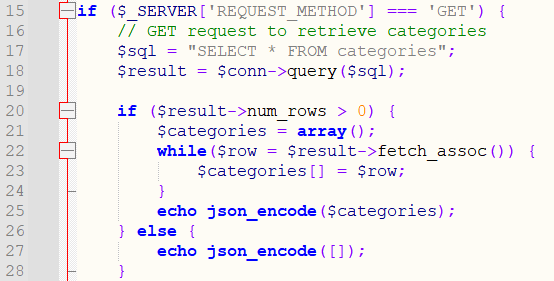 15 if ($_SERVER['REQUEST_METHOD'] === 'GET') {
16     // GET request to retrieve categories
17     $sql = "SELECT * FROM categories";
18     $result = $conn->query($sql);
19
20     if ($result->num_rows > 0) {
21         $categories = array();
22         while($row = $result->fetch_assoc()) {
23             $categories[] = $row;
24         }
25         echo json_encode($categories);
26     } else {
27         echo json_encode([]);
28     }